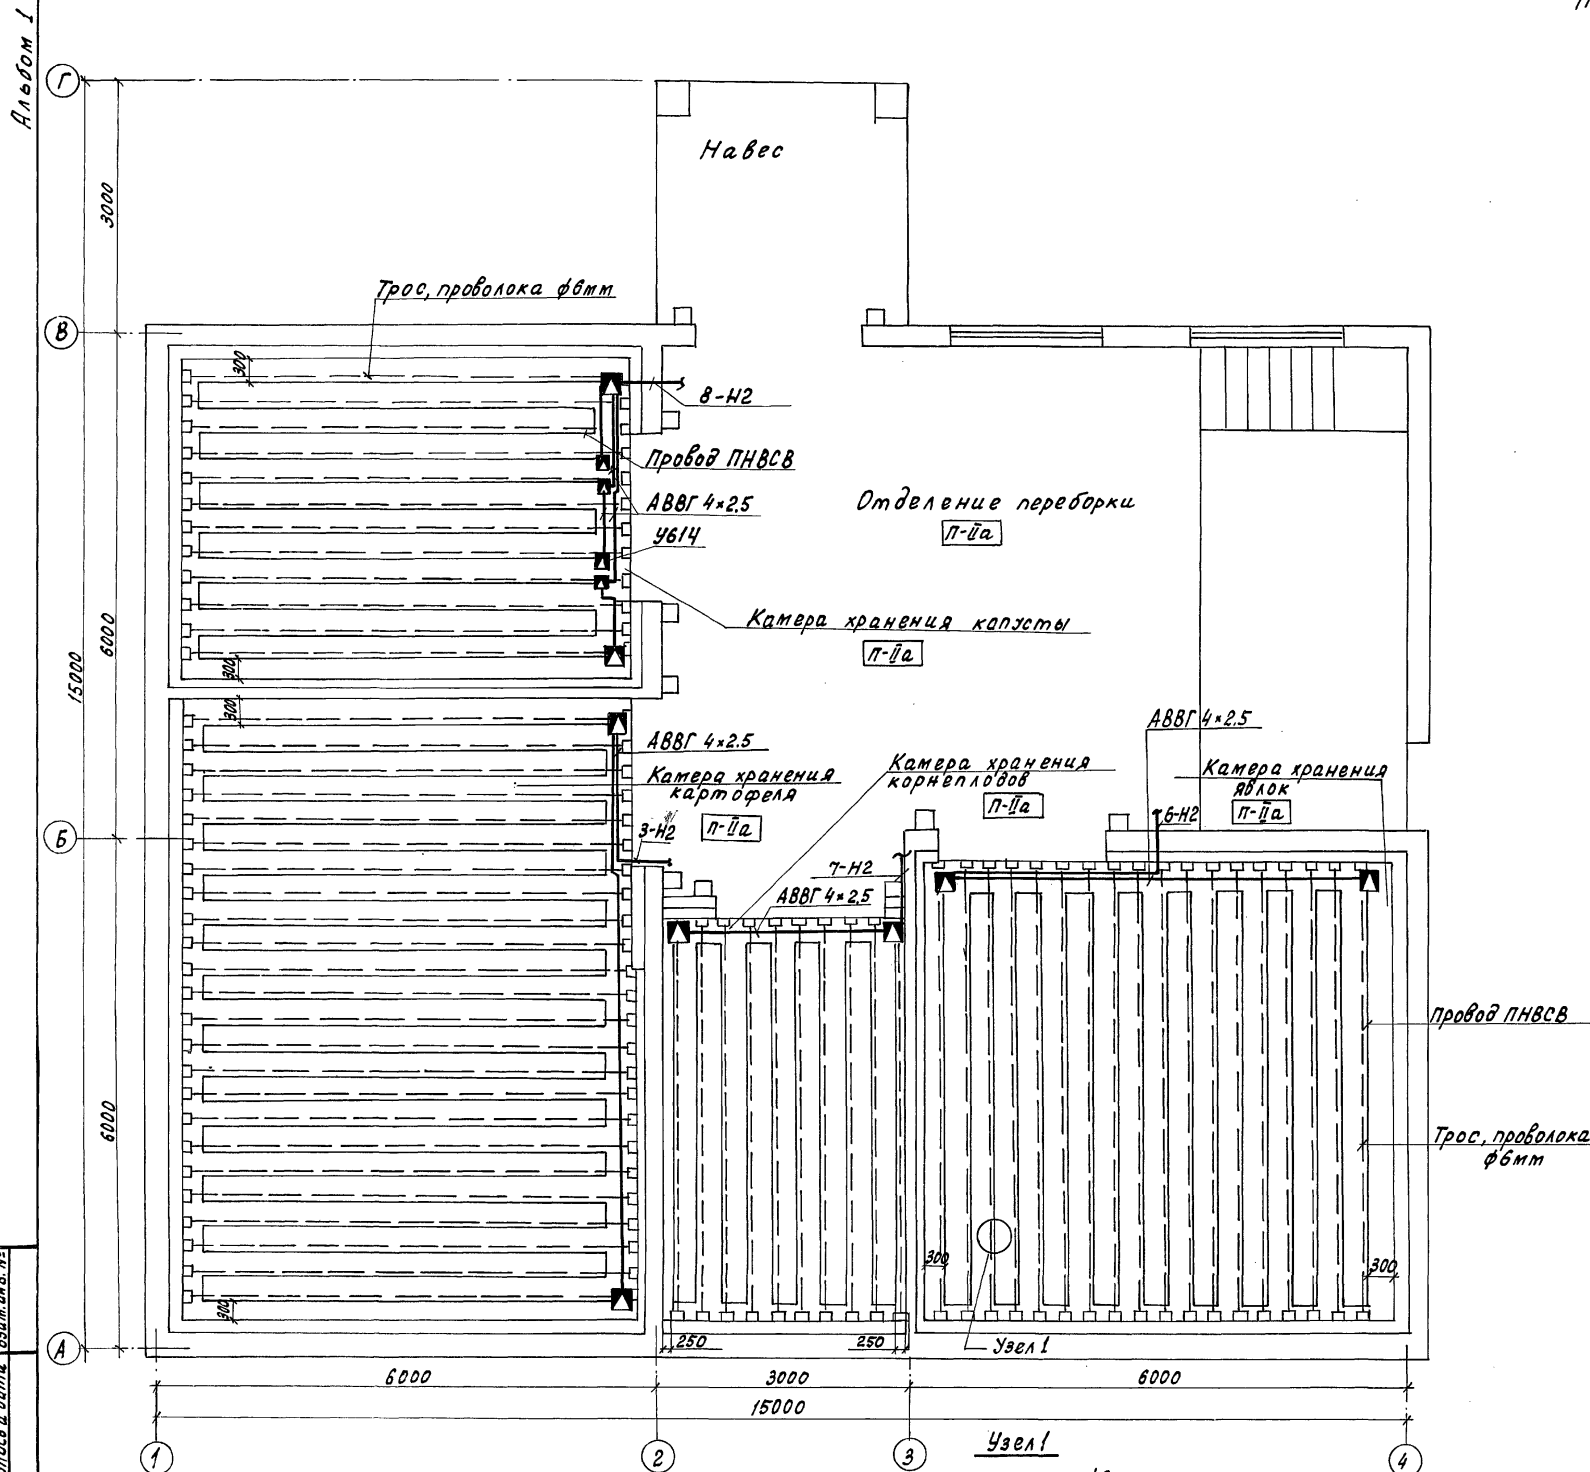 Альбом 1
Г
Навес
3000
Трос, проволока ф6мм
В
300
8-Н2
Провод ПНВСВ
АВВГ 4×2,5
У614
Отделение переборки
П-IIа
Камера хранения капусты
П-IIа
6000
15000
300
300
АВВГ 4×2.5
Камера хранения
картофеля
П-IIа
3-Н2
Камера хранения
корнеплодов
П-IIа
АВВГ 4×2.5
Камера хранения
яблок
П-IIа
6-Н2
Б
7-Н2
АВВГ 4×2,5
Провод ПНВСВ
6000
Трос, проволока
ф6мм
300
300
300
250
250
Узел 1
А
6000
3000
6000
15000
1
2
3
4
Узел 1